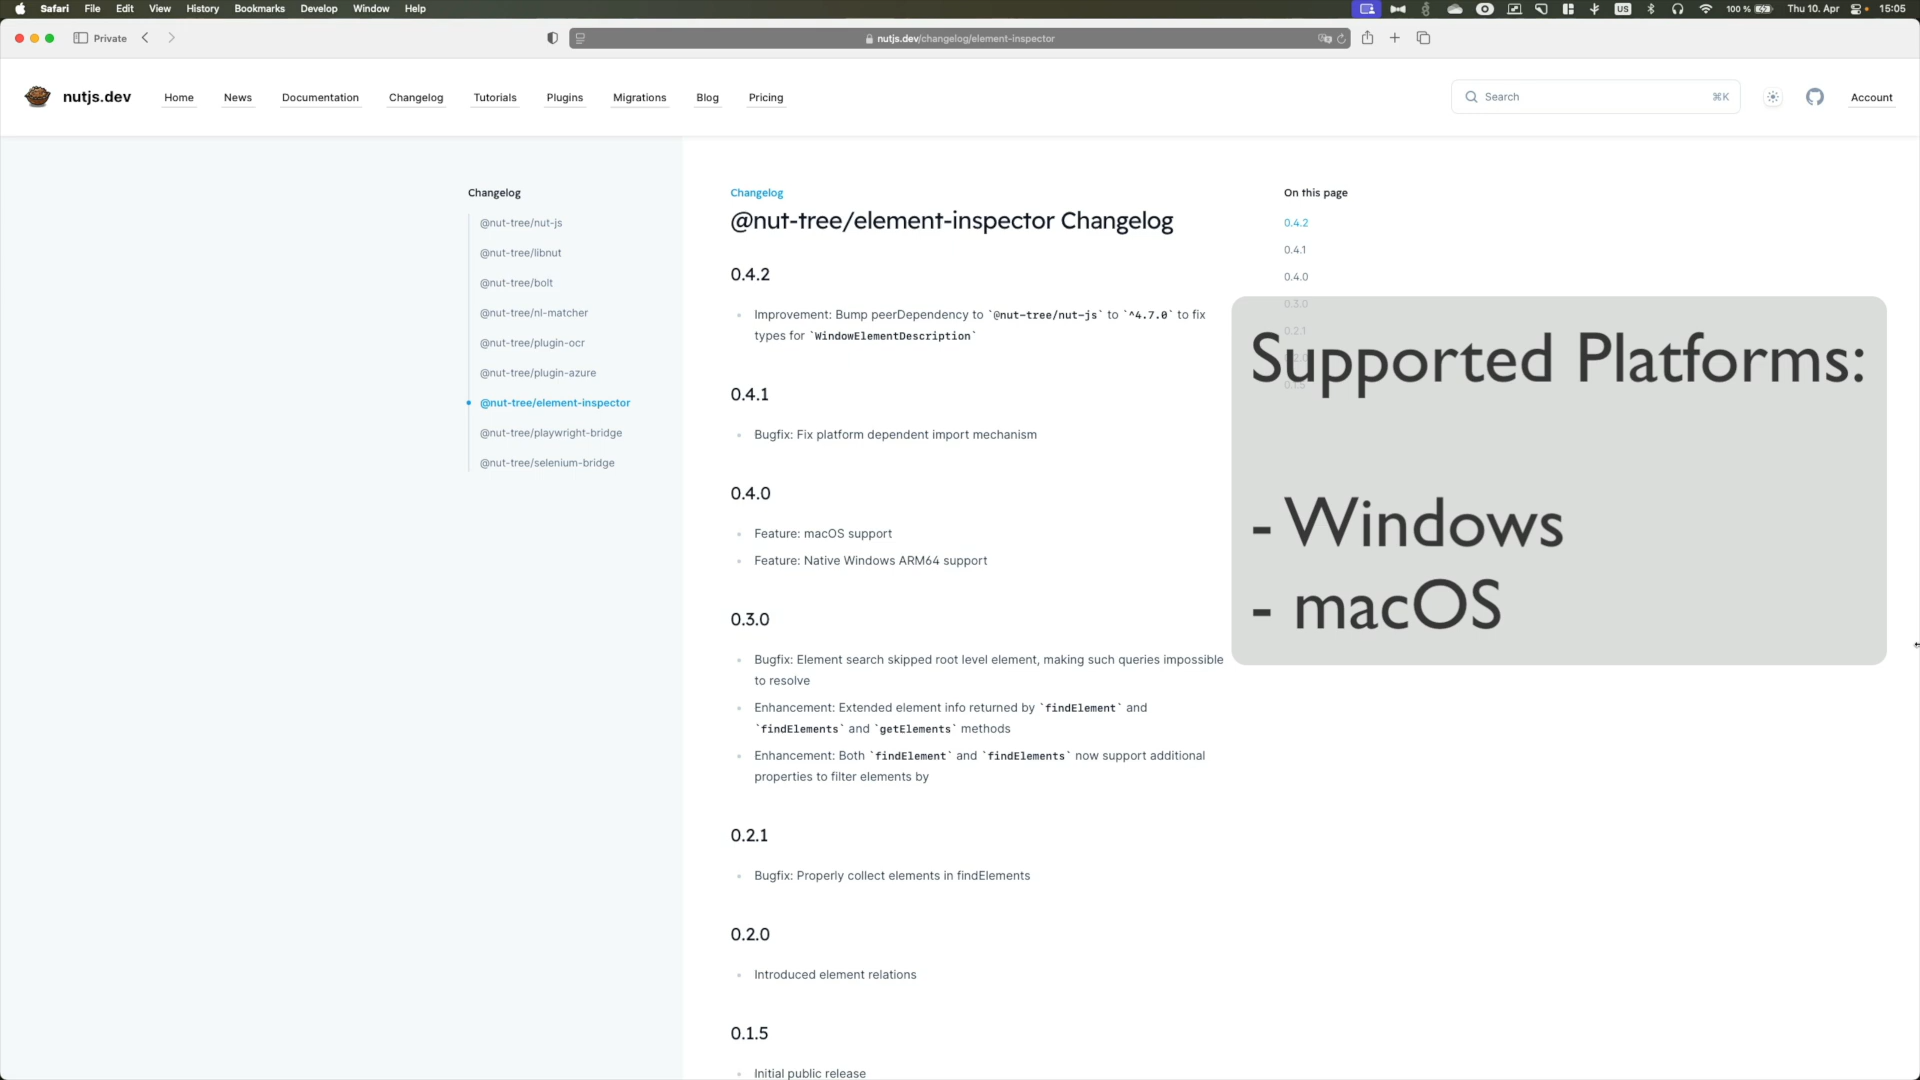 Safari File Edit View History Bookmarks Develop Window Help US 100 % Thu 10. Apr 15:05
Private nutjs.dev/changelog/element-inspector
nutjs.dev Home News Documentation Changelog Tutorials Plugins Migrations Blog Pricing Search ⌘K Account
Changelog
@nut-tree/nut-js
@nut-tree/libnut
@nut-tree/bolt
@nut-tree/nl-matcher
@nut-tree/plugin-ocr
@nut-tree/plugin-azure
@nut-tree/element-inspector
@nut-tree/playwright-bridge
@nut-tree/selenium-bridge
Changelog
@nut-tree/element-inspector Changelog
0.4.2
Improvement: Bump peerDependency to `@nut-tree/nut-js` to `^4.7.0` to fix
types for `WindowElementDescription`
0.4.1
Bugfix: Fix platform dependent import mechanism
0.4.0
Feature: macOS support
Feature: Native Windows ARM64 support
0.3.0
Bugfix: Element search skipped root level element, making such queries impossible
to resolve
Enhancement: Extended element info returned by `findElement` and
`findElements` and `getElements` methods
Enhancement: Both `findElement` and `findElements` now support additional
properties to filter elements by
0.2.1
Bugfix: Properly collect elements in findElements
0.2.0
Introduced element relations
0.1.5
Initial public release
On this page
0.4.2
0.4.1
0.4.0
0.3.0
0.2.1
Supported Platforms:
- Windows
- macOS